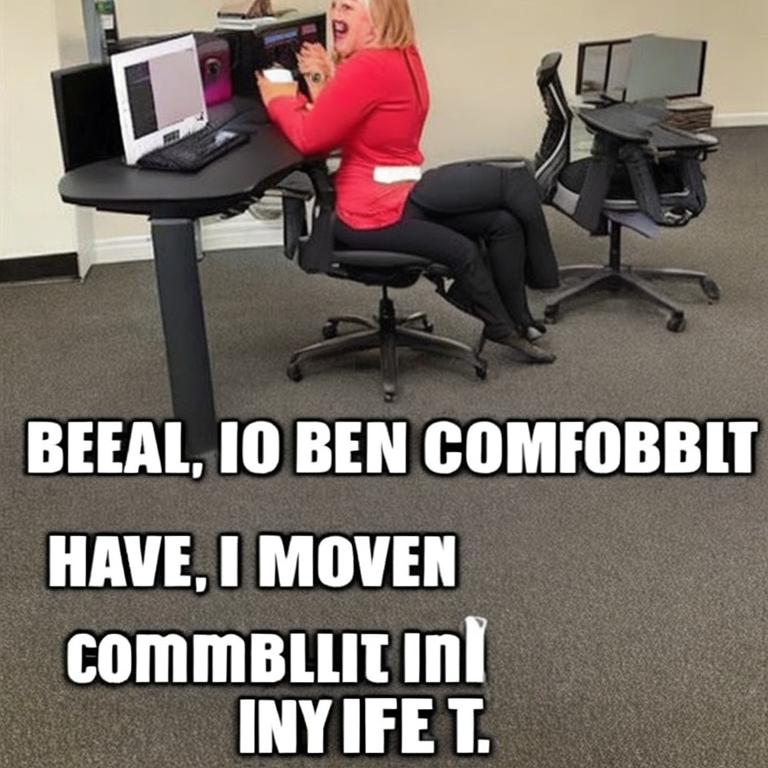 BEEAL, IO BEN COMFOBBLT
HAVE, I MOVEN
COMMBLLIT INI
INY IFE T.